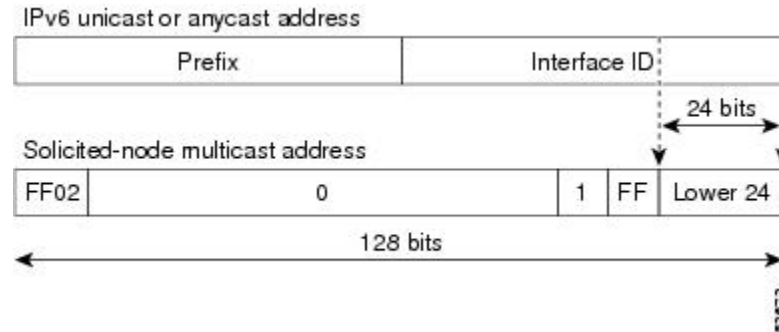 IPv6 unicast or anycast address
Prefix Interface ID
24 bits
Solicited-node multicast address
FF02 0 1 FF Lower 24
128 bits